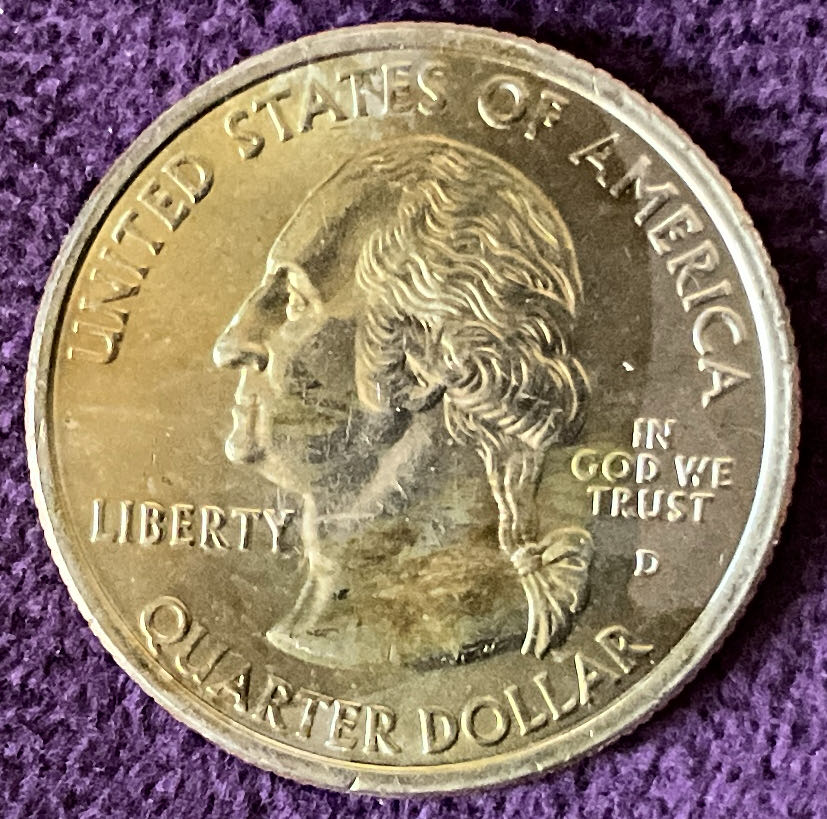 UNITED STATES OF AMERICA
LIBERTY
IN
GOD WE
TRUST
D
QUARTER DOLLAR